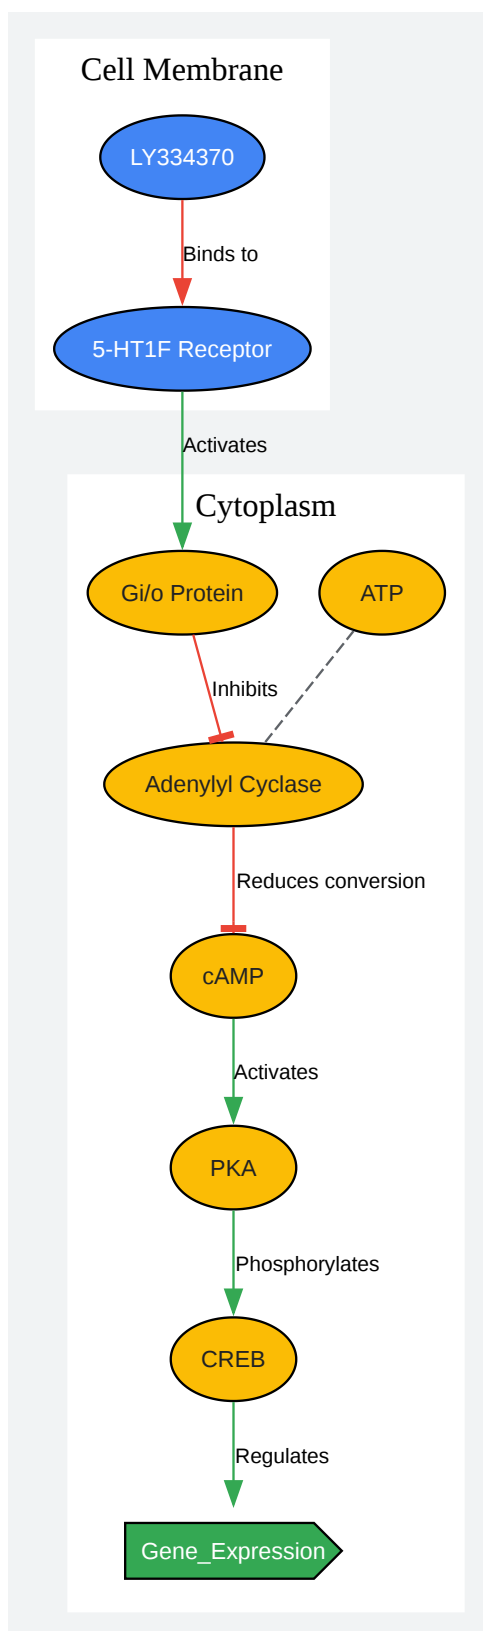 Cell Membrane
LY334370
Binds to
5-HT1F Receptor
Activates
Cytoplasm
Gi/o Protein
ATP
Inhibits
Adenylyl Cyclase
Reduces conversion
cAMP
Activates
PKA
Phosphorylates
CREB
Regulates
Gene_Expression